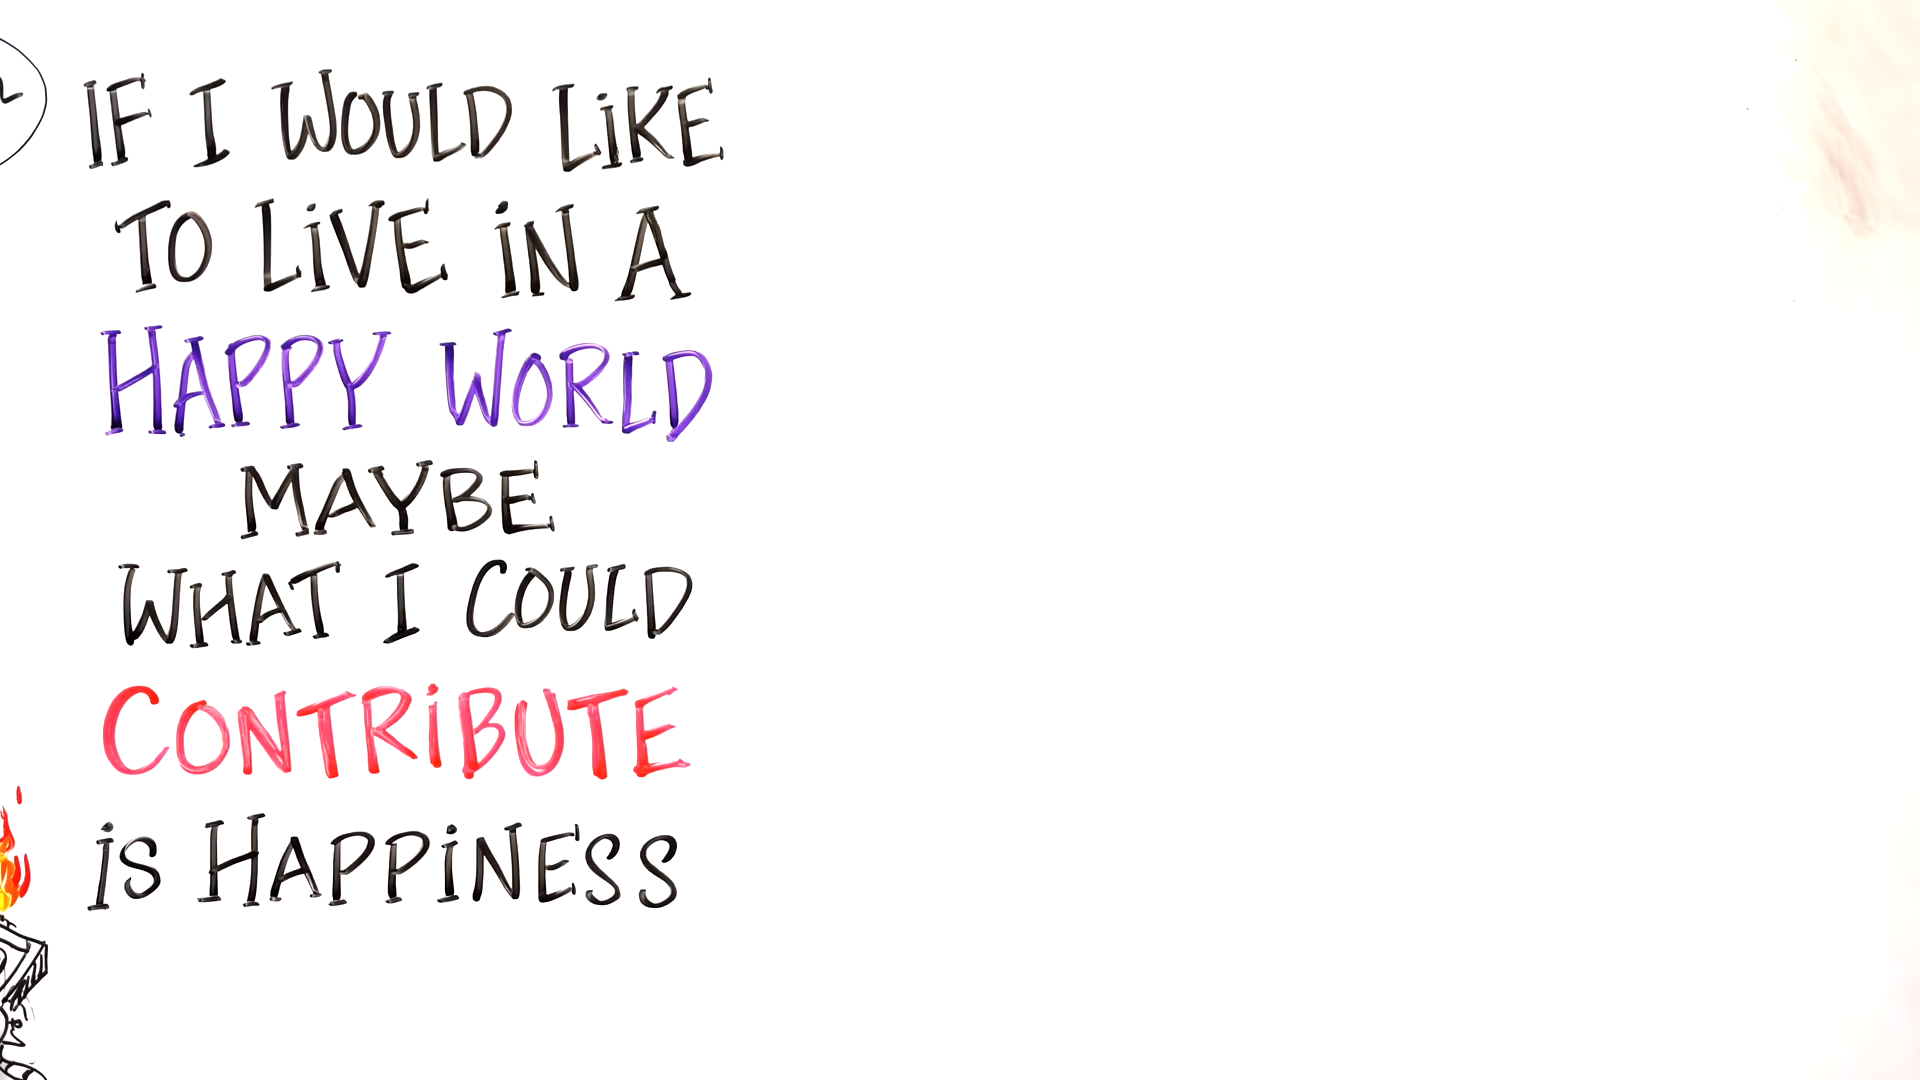 IF I WOULD LIKE
TO LIVE IN A
HAPPY WORLD
MAYBE
WHAT I COULD
CONTRIBUTE
IS HAPPINESS